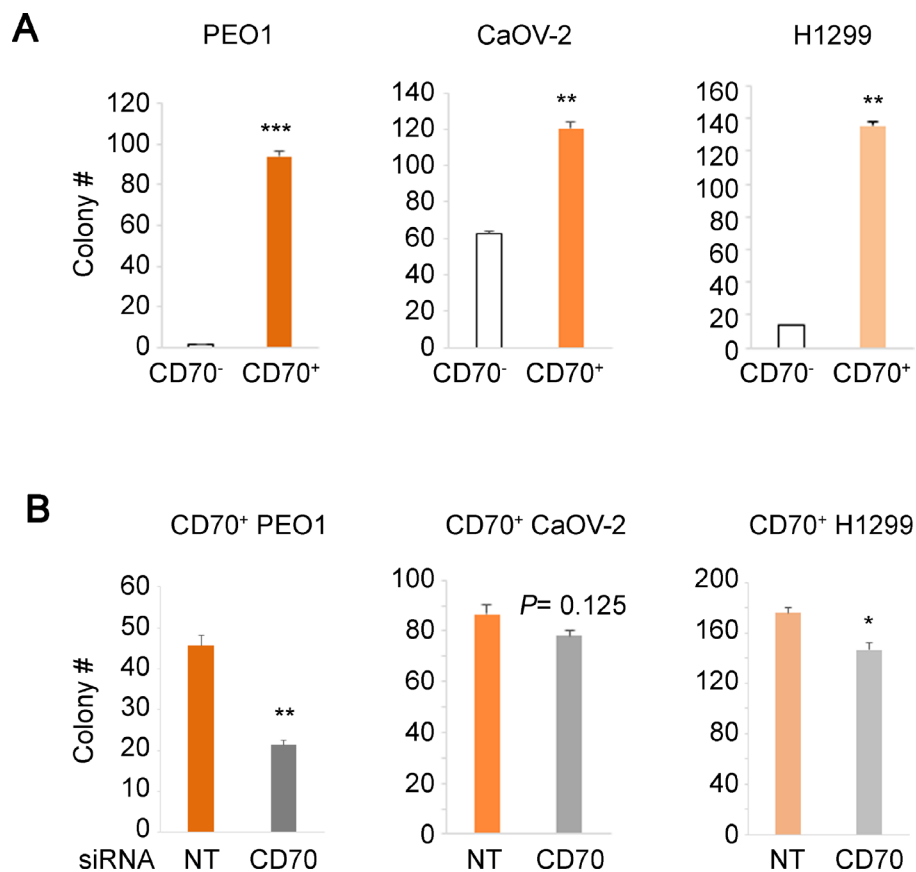 A
PEO1
CaOV-2
H1299
Colony #
120
100
80
60
40
20
0
***
CD70⁻ CD70⁺
140
120
100
80
60
40
20
0
**
CD70⁻ CD70⁺
160
140
120
100
80
60
40
20
0
**
CD70⁻ CD70⁺
B
CD70⁺ PEO1
CD70⁺ CaOV-2
CD70⁺ H1299
Colony #
60
50
40
30
20
10
0
**
siRNA NT CD70
100
80
60
40
20
0
P= 0.125
NT CD70
200
160
120
80
40
0
*
NT CD70